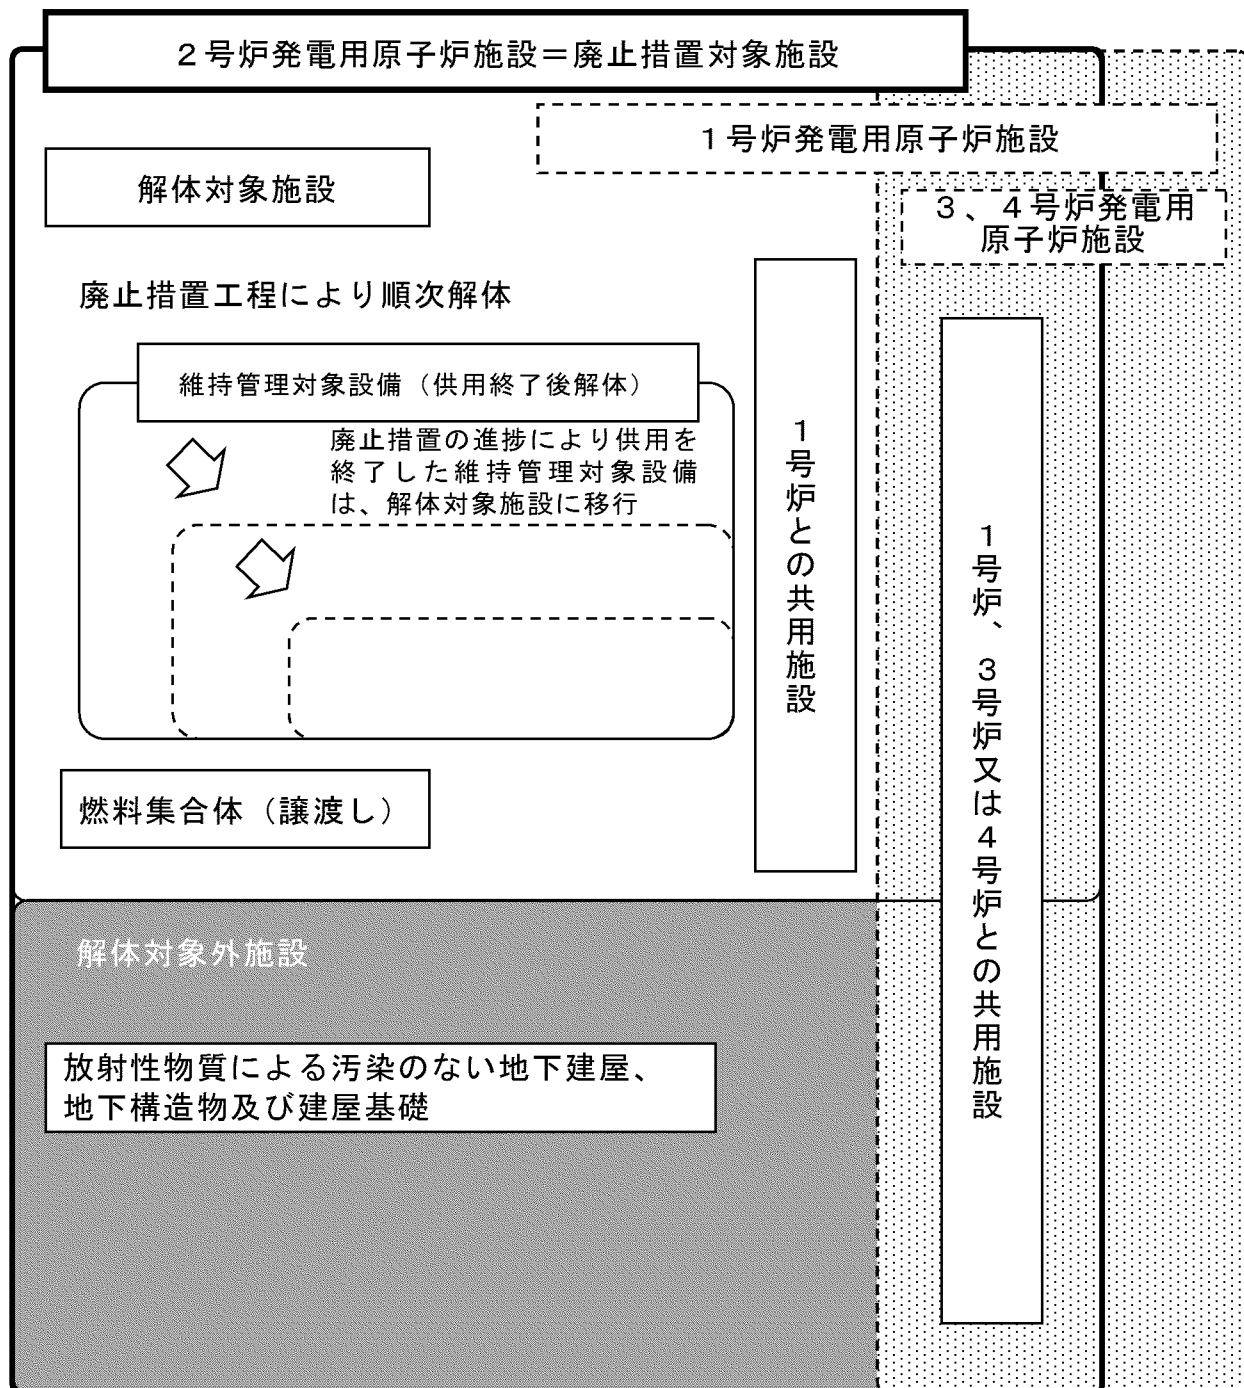 ２号炉発電用原子炉施設＝廃止措置対象施設
１号炉発電用原子炉施設
解体対象施設
３、４号炉発電用
原子炉施設
廃止措置工程により順次解体
維持管理対象設備（供用終了後解体）
廃止措置の進捗により供用を
終了した維持管理対象設備
は、解体対象施設に移行
１号炉との共用施設
１号炉、３号炉又は４号炉との共用施設
燃料集合体（譲渡し）
解体対象外施設
放射性物質による汚染のない地下建屋、
地下構造物及び建屋基礎